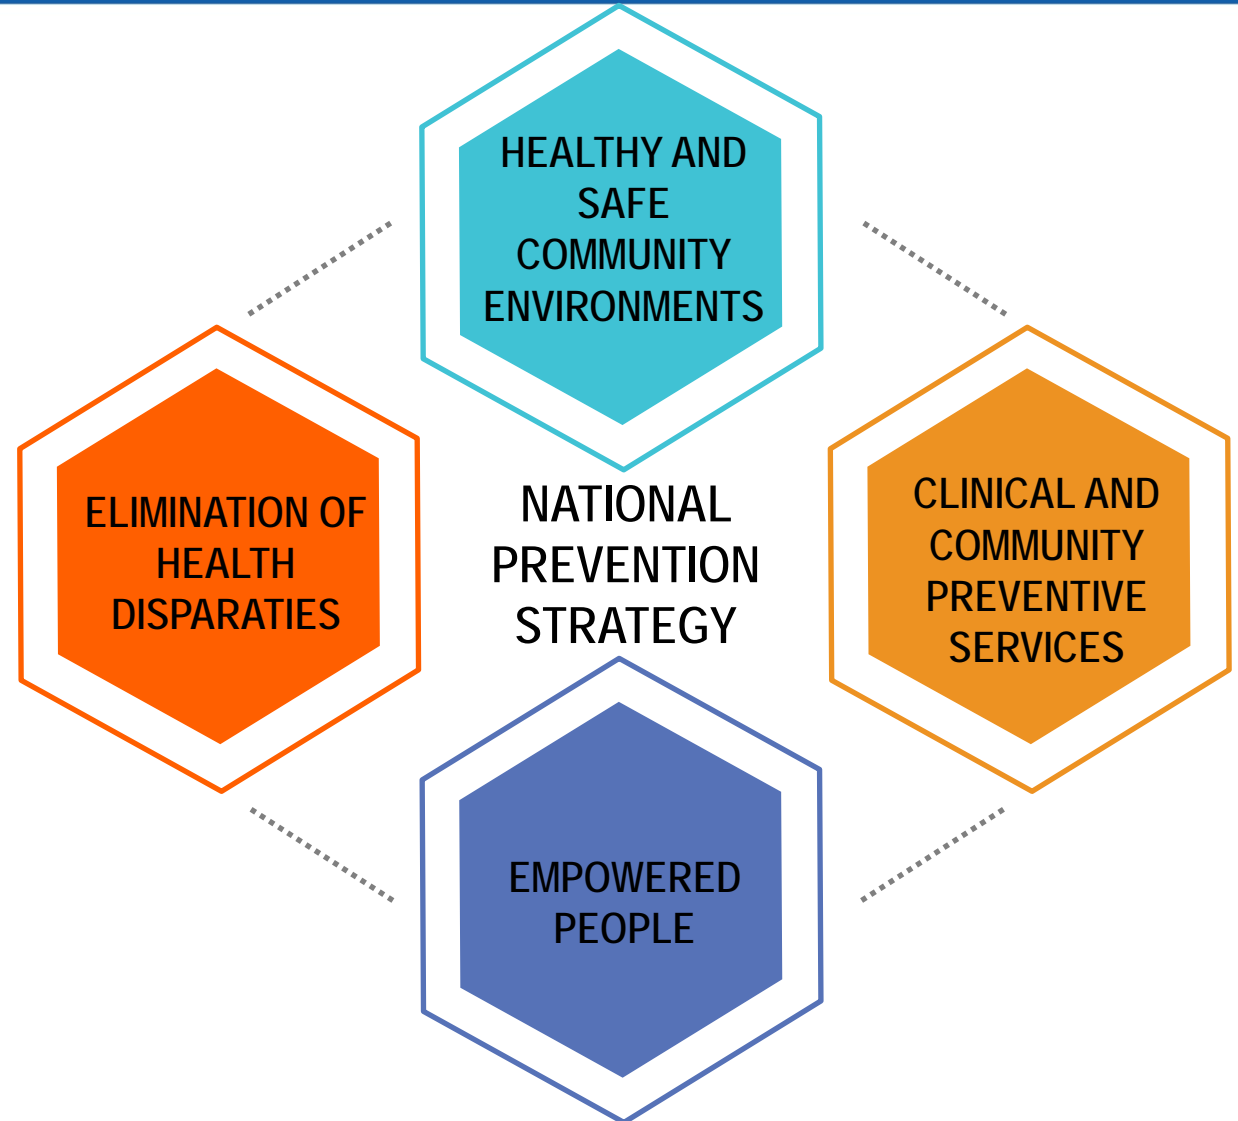 HEALTHY AND
SAFE
COMMUNITY
ENVIRONMENTS
ELIMINATION OF
HEALTH
DISPARATIES
NATIONAL
PREVENTION
STRATEGY
CLINICAL AND
COMMUNITY
PREVENTIVE
SERVICES
EMPOWERED
PEOPLE